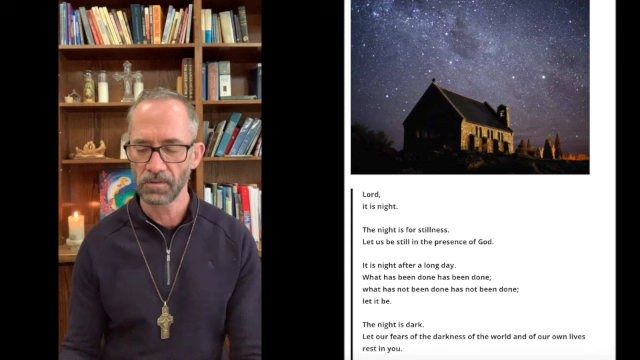 Lord,
it is night.
The night is for stillness.
Let us be still in the presence of God.
It is night after a long day.
What has been done has been done;
what has not been done has not been done;
let it be.
The night is dark.
Let our fears of the darkness of the world and of our own lives
rest in you.